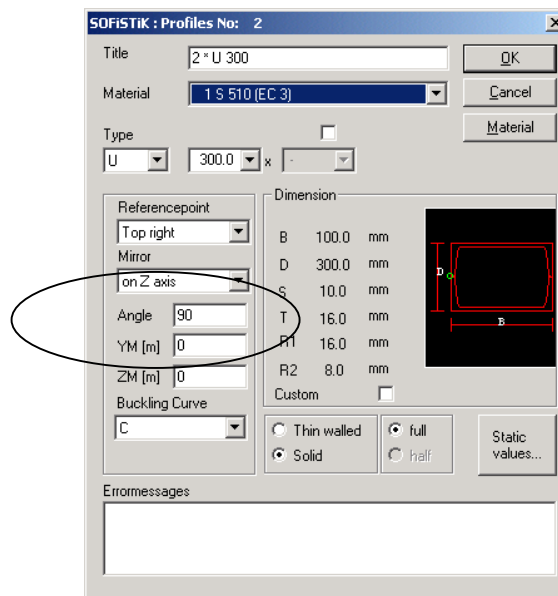 SOFiSTiK : Profiles No: 2
Title 2 * U 300 OK
Material 1 S 510 (EC 3) Cancel
Material
Type
U 300.0 x -
Referencepoint
Top right
Mirror
on Z axis
Angle 90
YM [m] 0
ZM [m] 0
Buckling Curve
C
Dimension
B 100.0 mm
D 300.0 mm
S 10.0 mm
T 16.0 mm
R1 16.0 mm
R2 8.0 mm
Custom
D
B
Thin walled
Solid
full
half
Static
values...
Errormessages